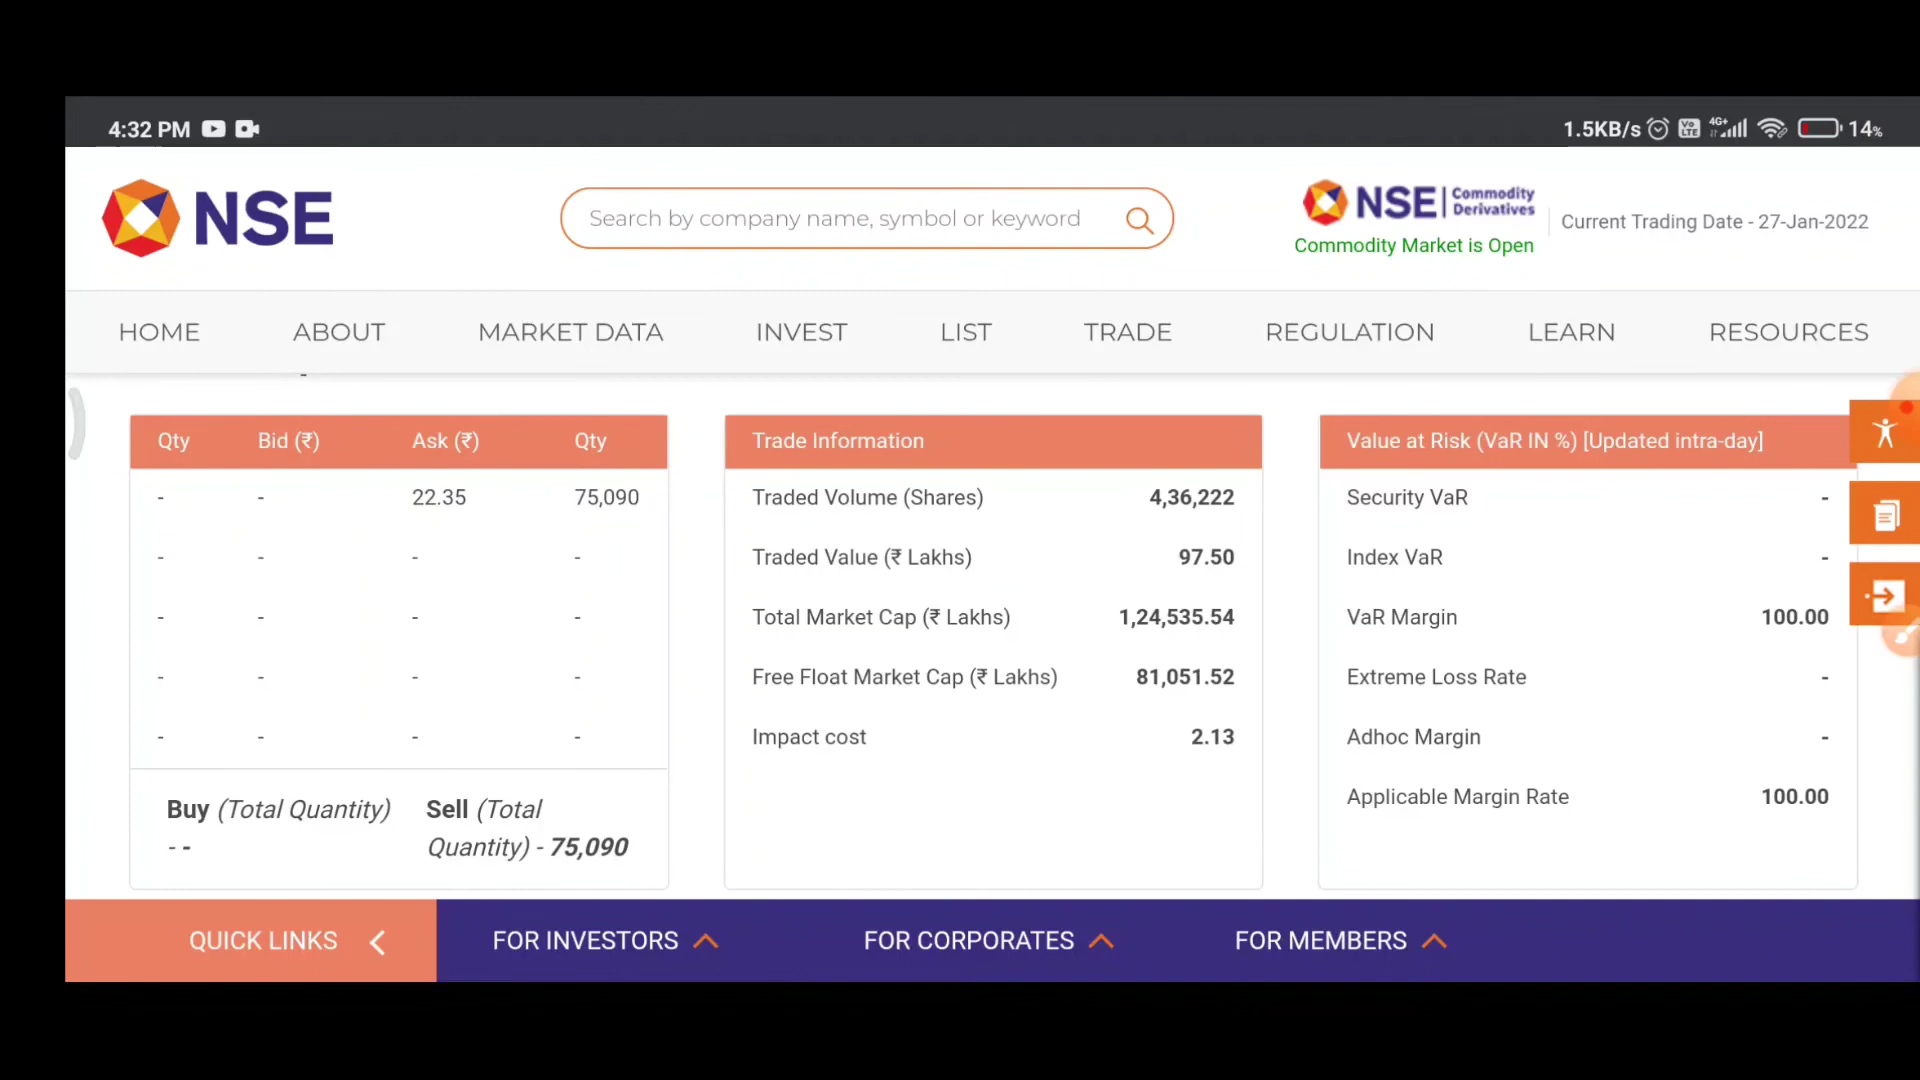 4:32 PM 1.5KB/s 4G+ 14%
NSE
Search by company name, symbol or keyword
NSE Commodity Derivatives
Commodity Market is Open
Current Trading Date - 27-Jan-2022
HOME ABOUT MARKET DATA INVEST LIST TRADE REGULATION LEARN RESOURCES
Qty Bid (₹) Ask (₹) Qty
- - 22.35 75,090
- - - -
- - - -
- - - -
- - - -
Buy (Total Quantity)
- -
Sell (Total
Quantity) - 75,090
Trade Information
Traded Volume (Shares) 4,36,222
Traded Value (₹ Lakhs) 97.50
Total Market Cap (₹ Lakhs) 1,24,535.54
Free Float Market Cap (₹ Lakhs) 81,051.52
Impact cost 2.13
Value at Risk (VaR IN %) [Updated intra-day]
Security VaR -
Index VaR -
VaR Margin 100.00
Extreme Loss Rate -
Adhoc Margin -
Applicable Margin Rate 100.00
QUICK LINKS FOR INVESTORS FOR CORPORATES FOR MEMBERS